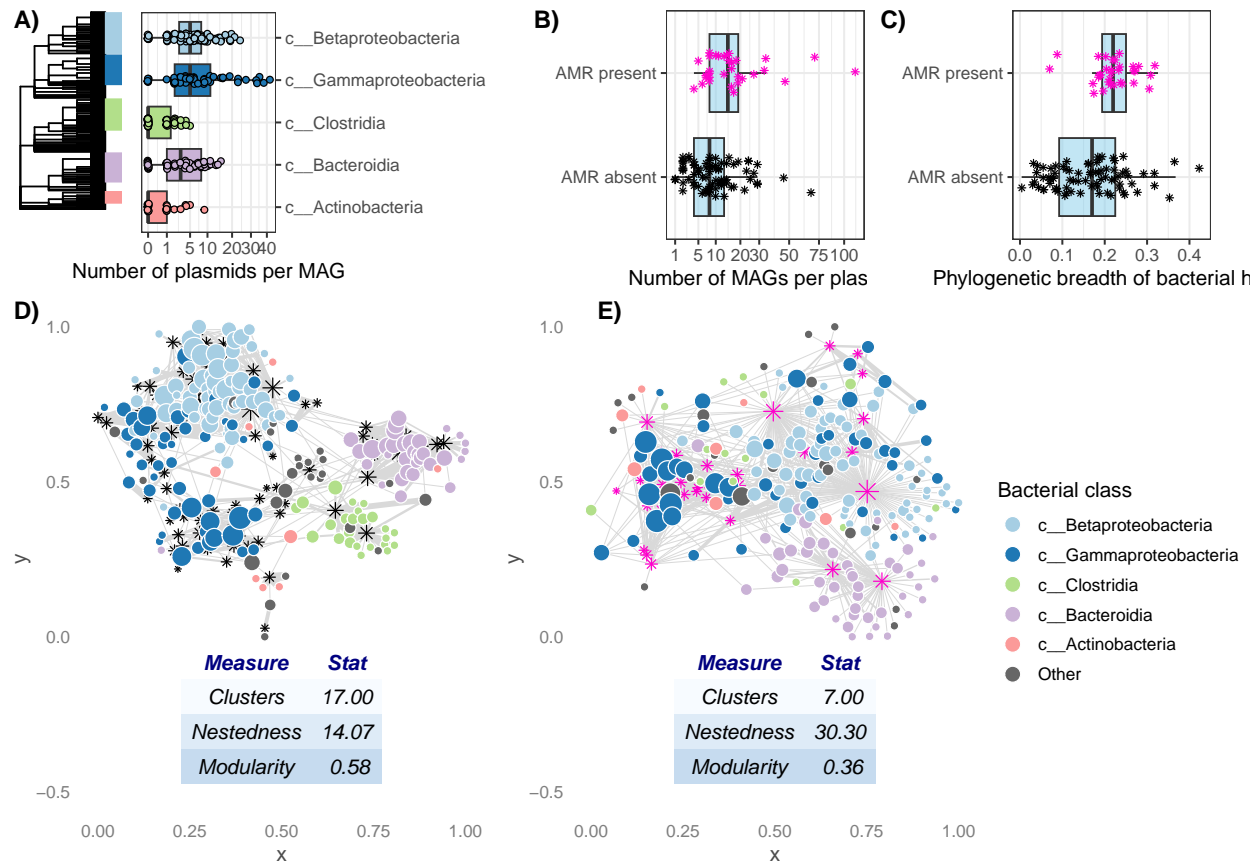 A)
c__Betaproteobacteria
c__Gammaproteobacteria
c__Clostridia
c__Bacteroidia
c__Actinobacteria
0 1 5 10 20 30 40
Number of plasmids per MAG
B)
AMR present
AMR absent
1 5 10 20 30 50 75 100
Number of MAGs per plas
C)
AMR present
AMR absent
0.0 0.1 0.2 0.3 0.4
Phylogenetic breadth of bacterial h
D)
1.0
0.5
y
0.0
−0.5
0.00 0.25 0.50 0.75 1.00
x
Measure Stat
Clusters 17.00
Nestedness 14.07
Modularity 0.58
E)
1.0
0.5
y
0.0
−0.5
0.00 0.25 0.50 0.75 1.00
x
Measure Stat
Clusters 7.00
Nestedness 30.30
Modularity 0.36
Bacterial class
c__Betaproteobacteria
c__Gammaproteobacteria
c__Clostridia
c__Bacteroidia
c__Actinobacteria
Other